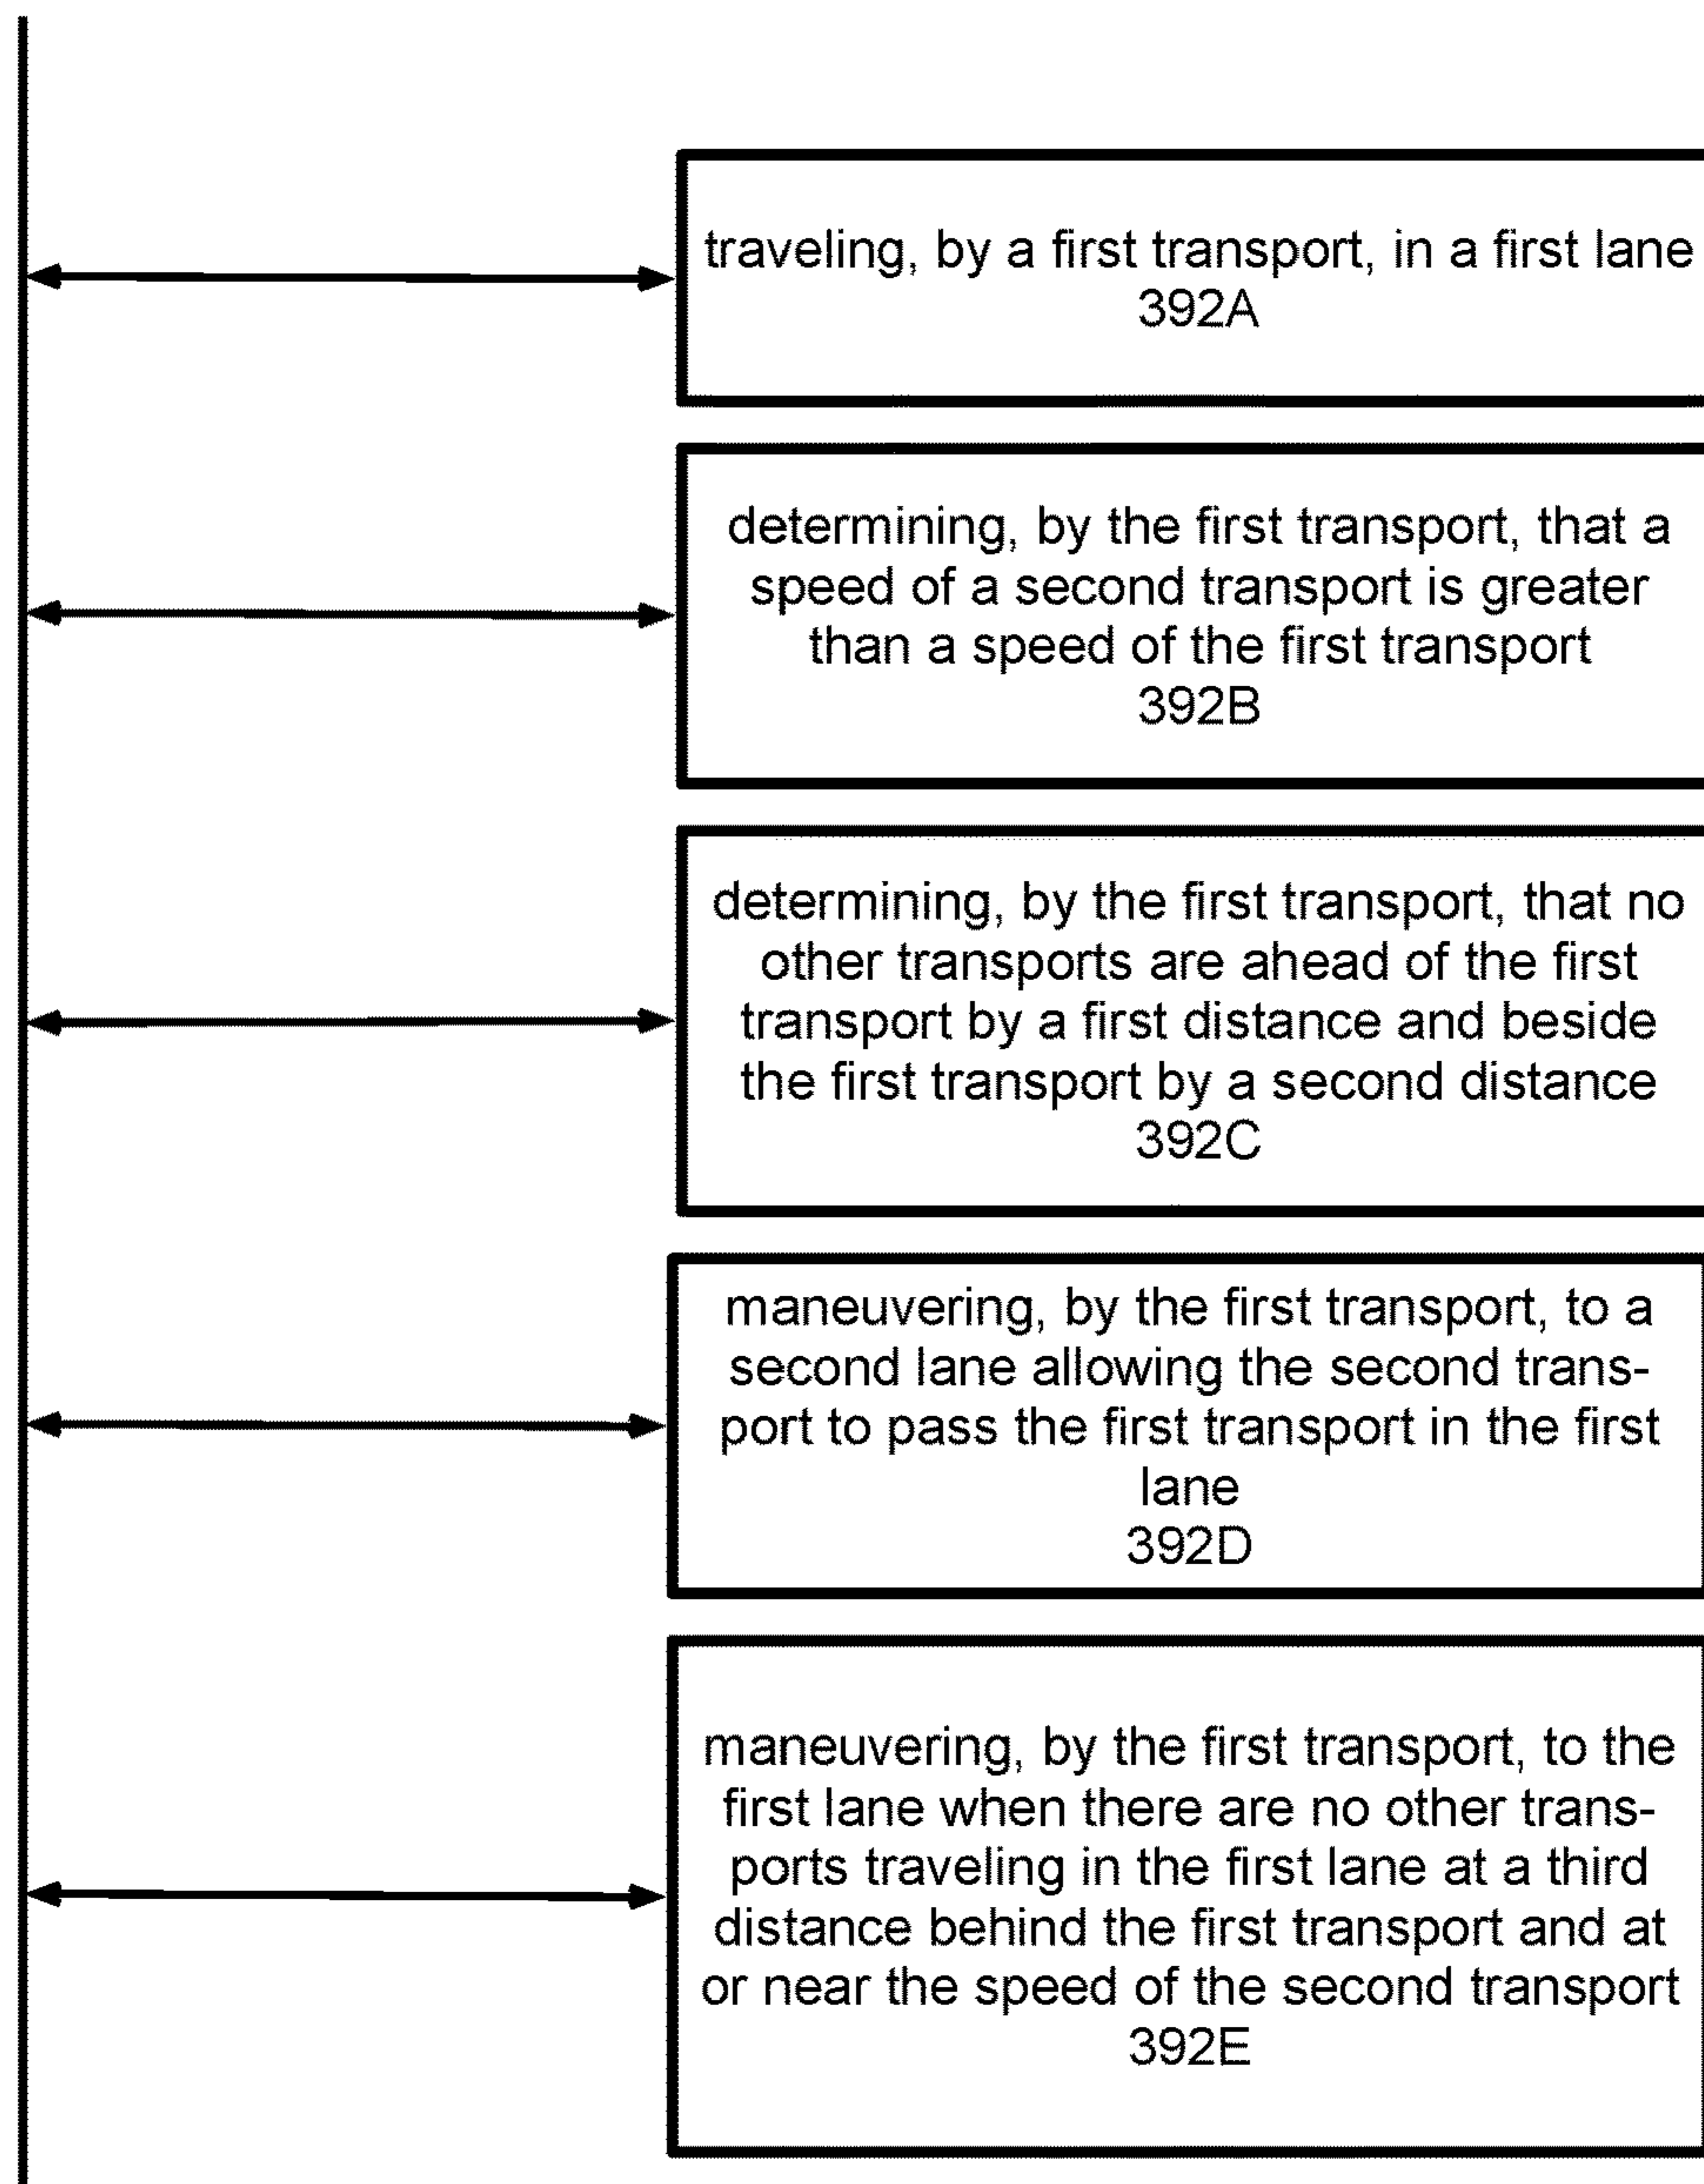 traveling, by a first transport, in a first lane
392A
determining, by the first transport, that a
speed of a second transport is greater
than a speed of the first transport
392B
determining, by the first transport, that no
other transports are ahead of the first
transport by a first distance and beside
the first transport by a second distance
392C
maneuvering, by the first transport, to a
second lane allowing the second trans-
port to pass the first transport in the first
lane
392D
maneuvering, by the first transport, to the
first lane when there are no other trans-
ports traveling in the first lane at a third
distance behind the first transport and at
or near the speed of the second transport
392E